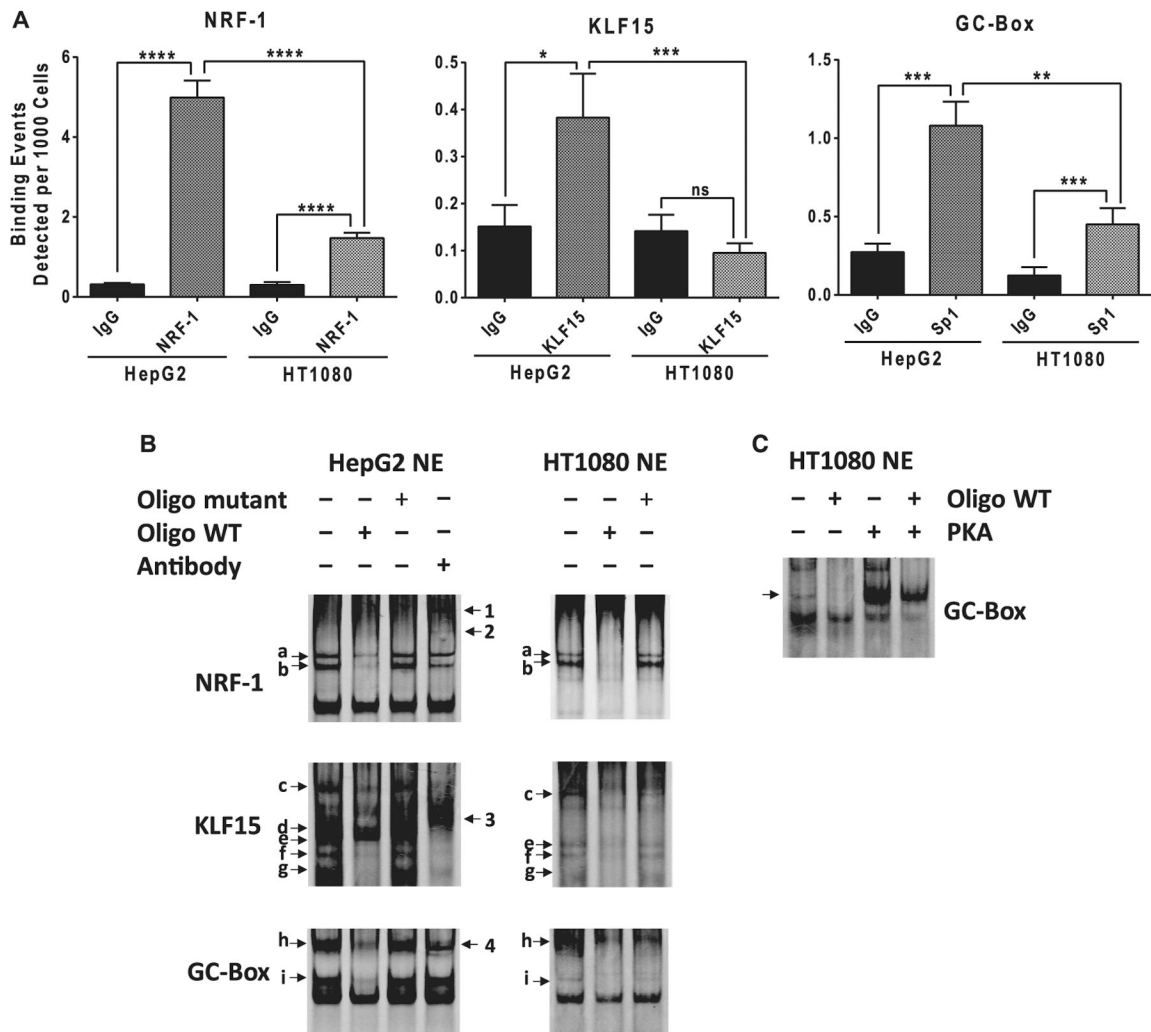 A
NRF-1
KLF15
GC-Box
Binding Events
Detected per 1000 Cells
6
4
2
0
****
****
****
IgG
NRF-1
IgG
NRF-1
HepG2
HT1080
0.5
0.4
0.3
0.2
0.1
0.0
*
***
ns
IgG
KLF15
IgG
KLF15
HepG2
HT1080
1.5
1.0
0.5
0.0
***
**
***
IgG
Sp1
IgG
Sp1
HepG2
HT1080
B
HepG2 NE
HT1080 NE
Oligo mutant
– – + –
– – +
Oligo WT
– + – –
– + –
Antibody
– – – +
– – –
NRF-1
a
b
1
2
a
b
KLF15
c
d
e
f
g
3
c
e
f
g
GC-Box
h
i
4
h
i
C
HT1080 NE
– + – + Oligo WT
– – + + PKA
GC-Box